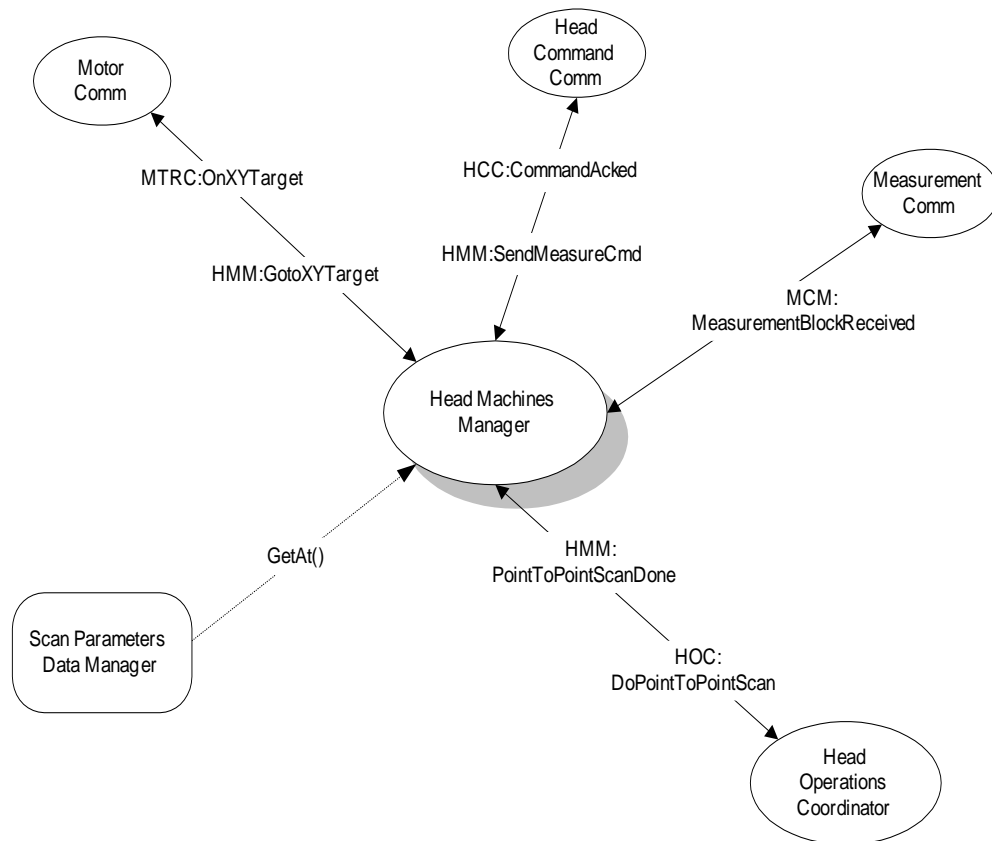 Head
Command
Comm
Motor
Comm
HCC:CommandAcked
MTRC:OnXYTarget
Measurement
Comm
HMM:SendMeasureCmd
HMM:GotoXYTarget
MCM:
MeasurementBlockReceived
Head Machines
Manager
HMM:
PointToPointScanDone
GetAt()
Scan Parameters
Data Manager
HOC:
DoPointToPointScan
Head
Operations
Coordinator